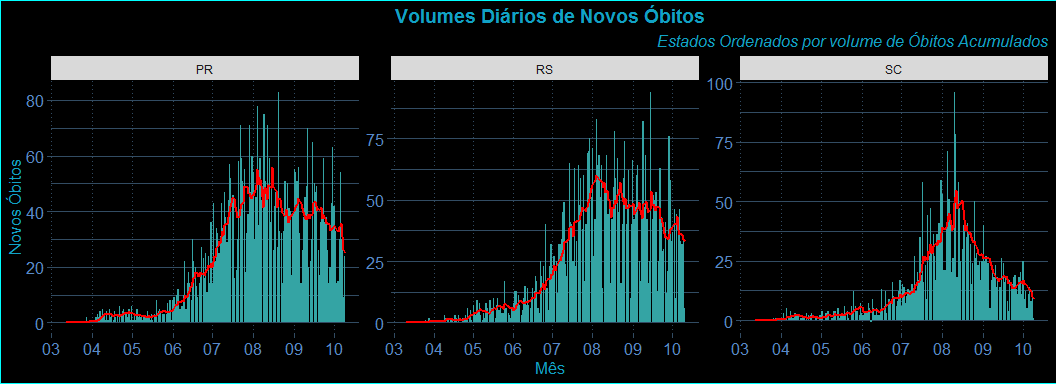 Volumes Diários de Novos Óbitos
Estados Ordenados por volume de Óbitos Acumulados
PR
RS
SC
Novos Óbitos
80
60
40
20
0
75
50
25
0
100
75
50
25
0
03 04 05 06 07 08 09 10
03 04 05 06 07 08 09 10
03 04 05 06 07 08 09 10
Mês